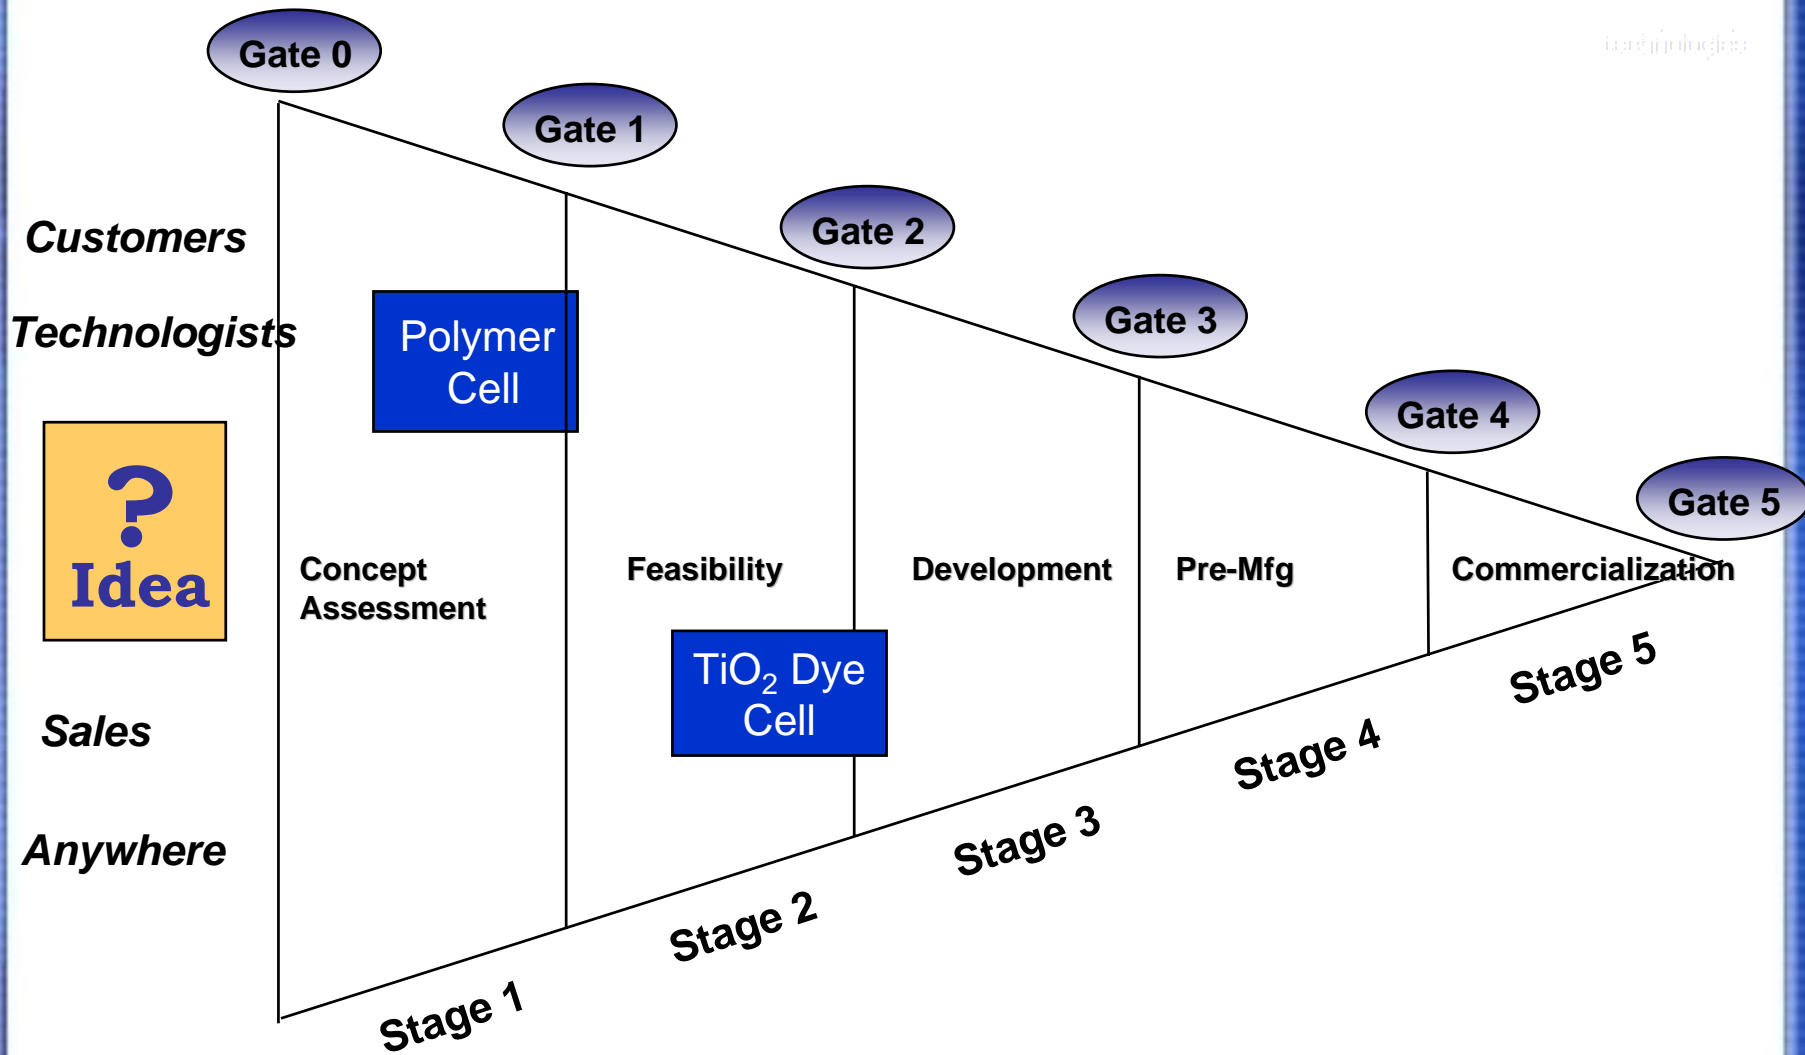 Gate 0
Gate 1
Gate 2
Gate 3
Gate 4
Gate 5
Customers
Technologists
?
Idea
Sales
Anywhere
Polymer
Cell
TiO₂ Dye
Cell
Concept
Assessment
Feasibility
Development
Pre-Mfg
Commercialization
Stage 1
Stage 2
Stage 3
Stage 4
Stage 5
technologies